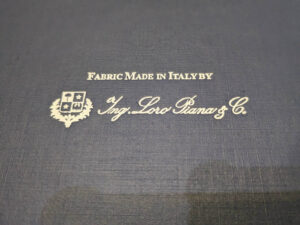 FABRIC MADE IN ITALY BY
Ing. Loro Piana & C.